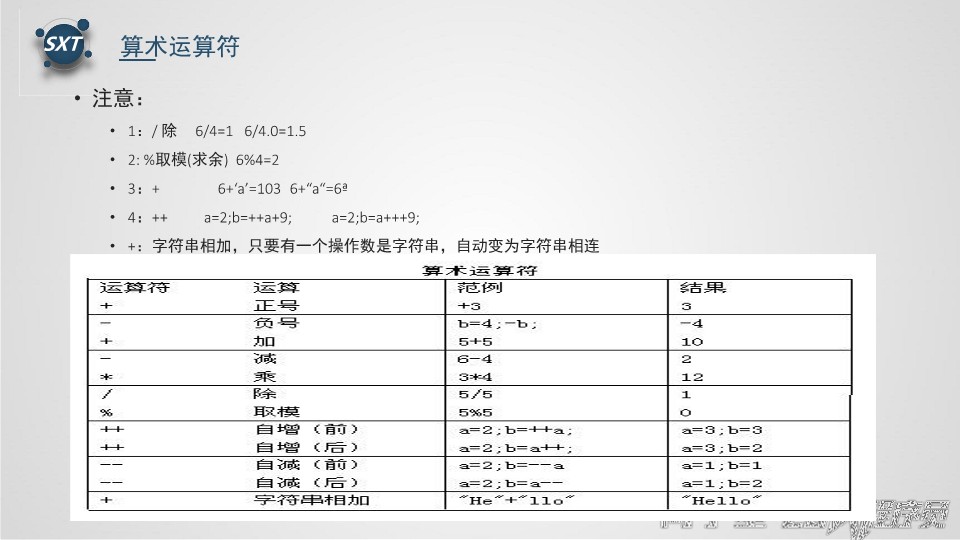 SXT
算术运算符
• 注意：
• 1：/ 除 6/4=1 6/4.0=1.5
• 2: %取模(求余) 6%4=2
• 3：+ 6+‘a’=103 6+“a“=6ª
• 4：++ a=2;b=++a+9; a=2;b=a+++9;
• +：字符串相加，只要有一个操作数是字符串，自动变为字符串相连
算术运算符
运算符 运算 范例 结果
+ 正号 +3 3
- 负号 b=4;-b; -4
+ 加 5+5 10
- 减 6-4 2
* 乘 3*4 12
/ 除 5/5 1
% 取模 5%5 0
++ 自增（前） a=2;b=++a; a=3;b=3
++ 自增（后） a=2;b=a++; a=3;b=2
-- 自减（前） a=2;b=--a a=1;b=1
-- 自减（后） a=2;b=a-- a=1;b=2
+ 字符串相加 "He"+"llo" "Hello"